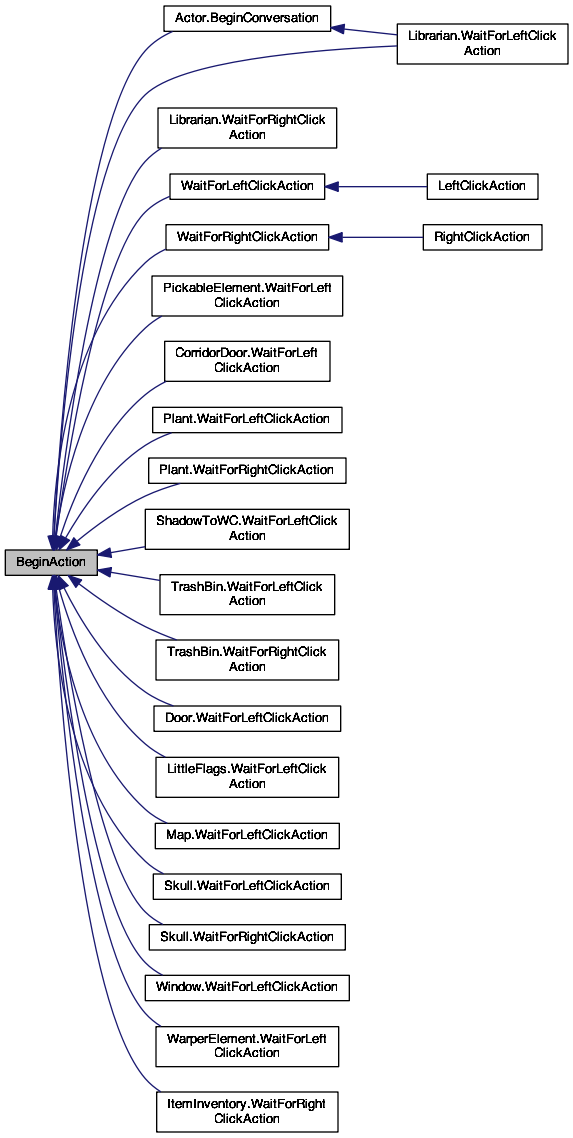 Actor.BeginConversation
Librarian.WaitForLeftClick
Action
Librarian.WaitForRightClick
Action
WaitForLeftClickAction
LeftClickAction
WaitForRightClickAction
RightClickAction
PickableElement.WaitForLeft
ClickAction
CorridorDoor.WaitForLeft
ClickAction
Plant.WaitForLeftClickAction
Plant.WaitForRightClickAction
ShadowToWC.WaitForLeftClick
Action
BeginAction
TrashBin.WaitForLeftClick
Action
TrashBin.WaitForRightClick
Action
Door.WaitForLeftClickAction
LittleFlags.WaitForLeftClick
Action
Map.WaitForLeftClickAction
Skull.WaitForLeftClickAction
Skull.WaitForRightClickAction
Window.WaitForLeftClickAction
WarperElement.WaitForLeft
ClickAction
ItemInventory.WaitForRight
ClickAction